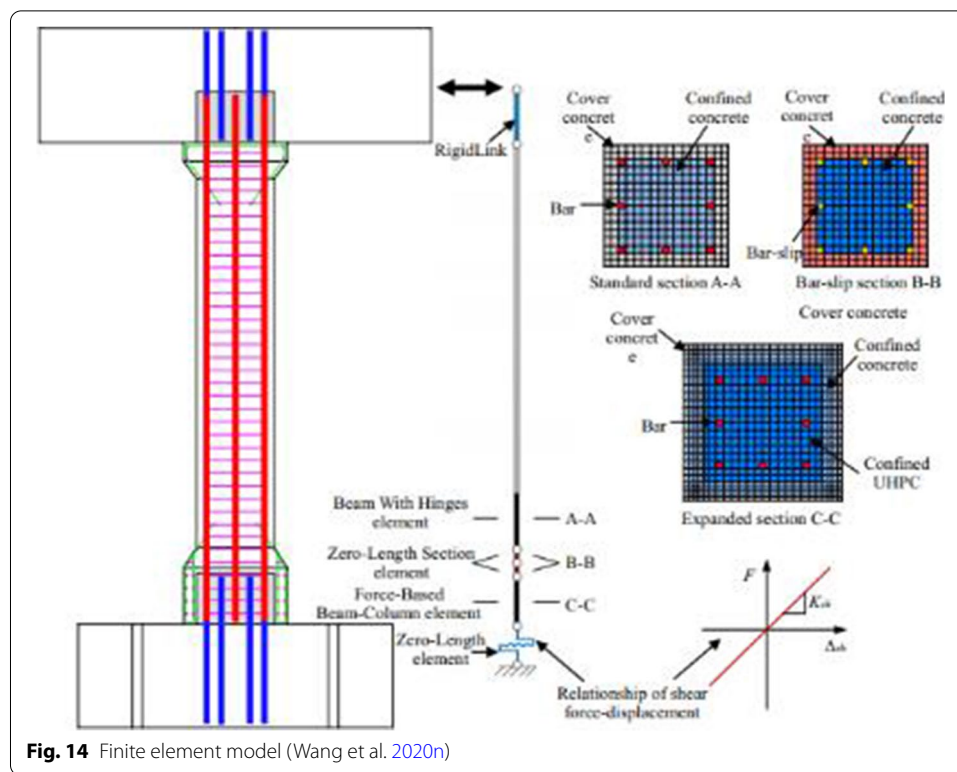 RigidLink
Cover
concret
e
Confined
concrete
Bar
Standard section A-A
Cover
concret
e
Confined
concrete
Bar-slip
Bar-slip section B-B
Cover concrete
Cover
concret
e
Confined
concrete
Bar
Confined
UHPC
Expanded section C-C
Beam With Hinges
element
A-A
Zero-Length Section
element
B-B
Force-Based
Beam-Column element
C-C
Zero-Length
element
Relationship of shear
force-displacement
F
K_sh
Δ_sh
Fig. 14 Finite element model (Wang et al. 2020n)